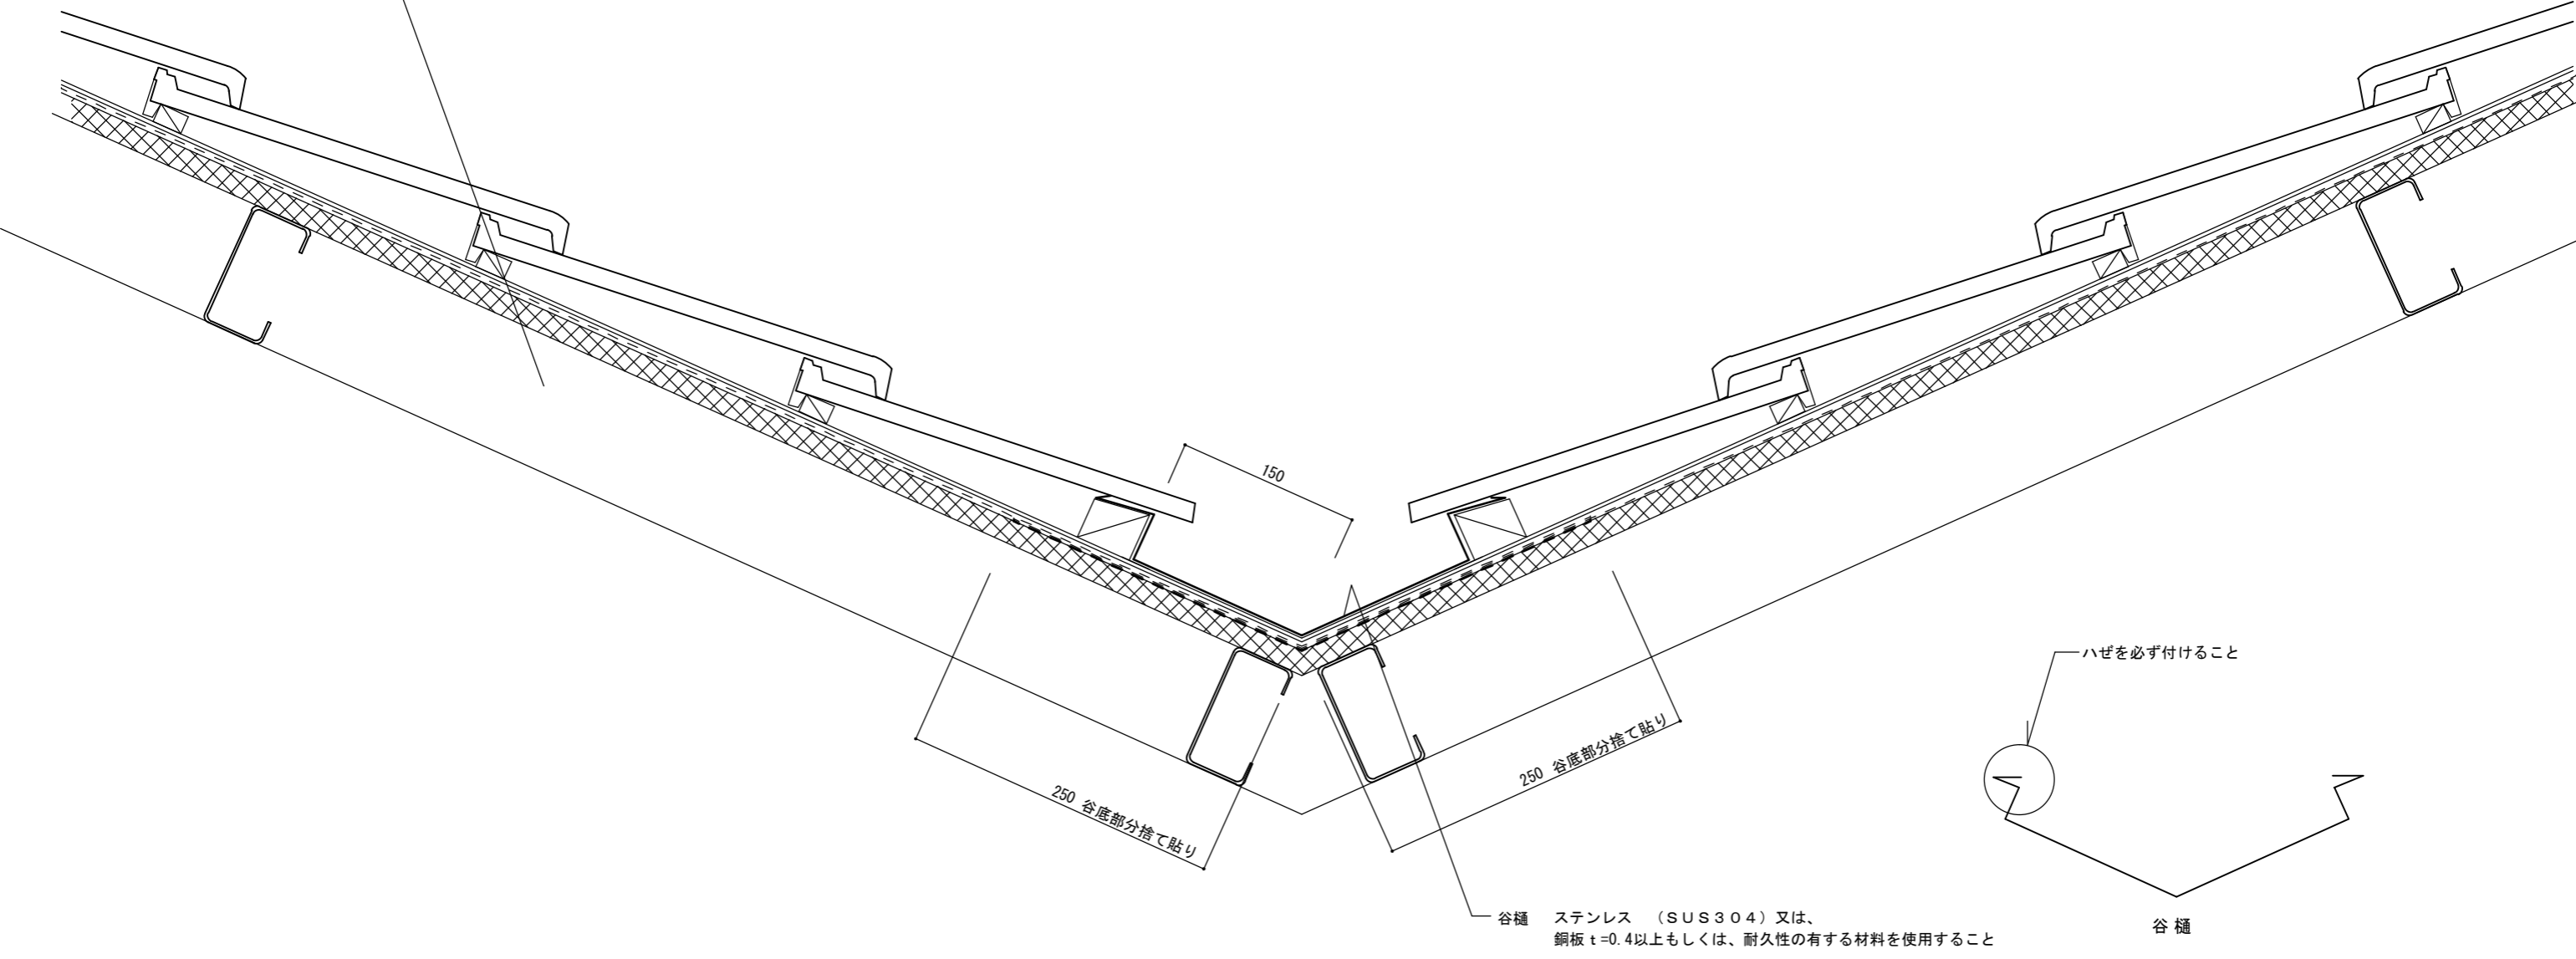 150
ハゼを必ず付けること
250 谷底部分捨て貼り
250 谷底部分捨て貼り
谷樋 ステンレス （ＳＵＳ３０４）又は、
銅板 t=0.4以上もしくは、耐久性の有する材料を使用すること
谷 樋